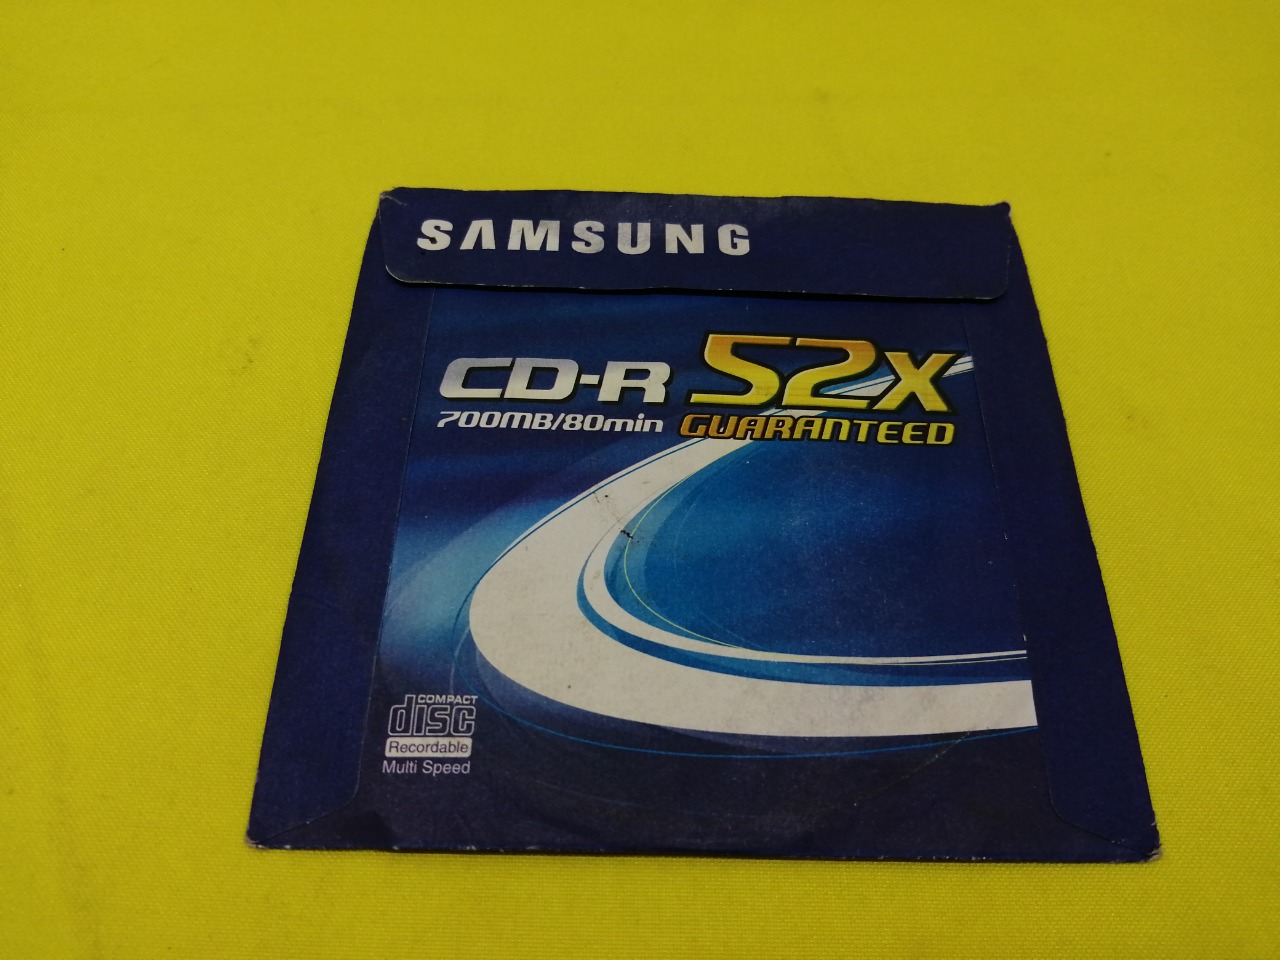 SAMSUNG
CD-R 52x
700MB/80min GUARANTEED
COMPACT
disc
Recordable
Multi Speed